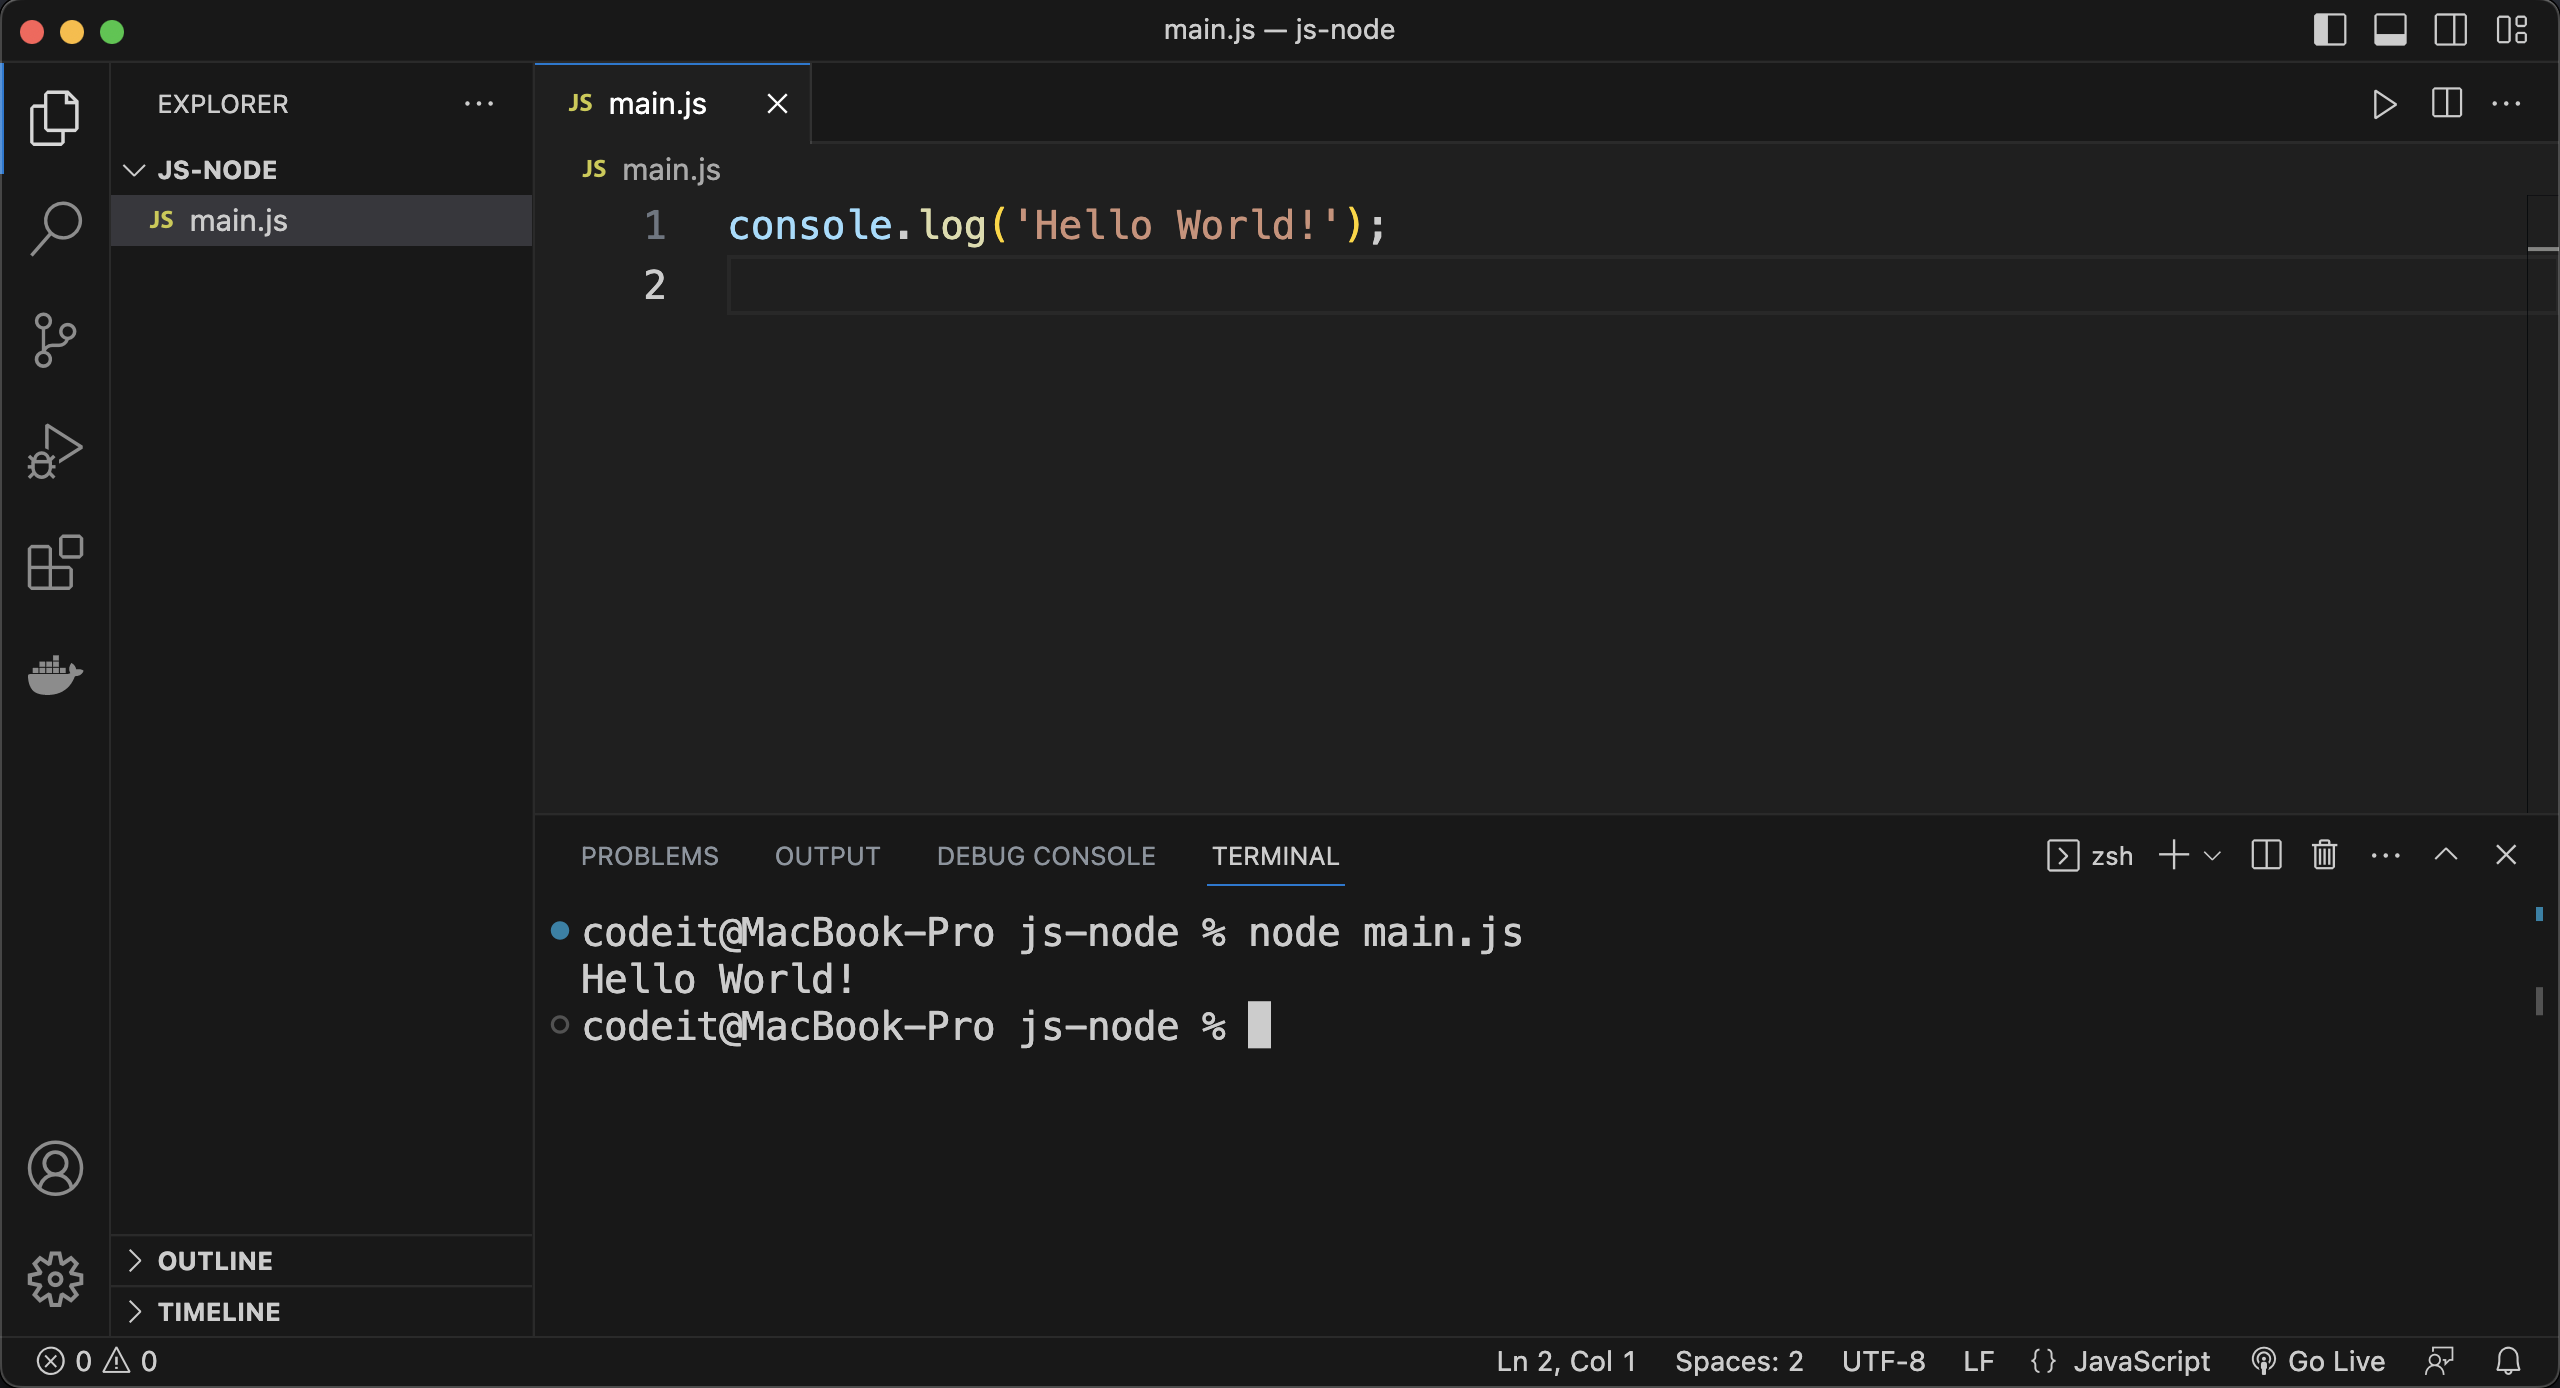 main.js — js-node
EXPLORER
JS-NODE
JS main.js
JS main.js
JS main.js
1 console.log('Hello World!');
2
PROBLEMS OUTPUT DEBUG CONSOLE TERMINAL zsh
codeit@MacBook-Pro js-node % node main.js
Hello World!
codeit@MacBook-Pro js-node %
OUTLINE
TIMELINE
0 0 Ln 2, Col 1 Spaces: 2 UTF-8 LF {} JavaScript Go Live